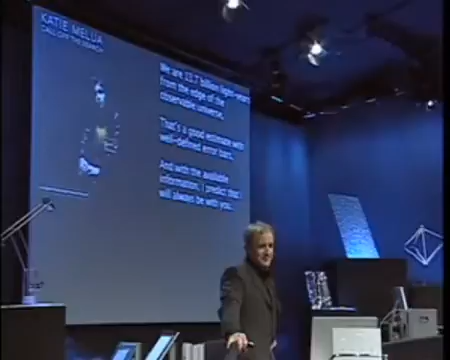 KATIE MELUA
CALL OFF THE SEARCH
We are 13.7 billion light-years
from the edge of the
observable universe,
That's a good estimate with
well-defined error bars,
And with the available
information, I predict that I
will always be with you.